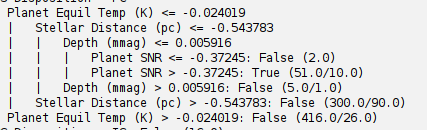 Planet Equil Temp (K) <= -0.024019
|   Stellar Distance (pc) <= -0.543783
|   |   Depth (mmag) <= 0.005916
|   |   |   Planet SNR <= -0.37245: False (2.0)
|   |   |   Planet SNR > -0.37245: True (51.0/10.0)
|   |   Depth (mmag) > 0.005916: False (5.0/1.0)
|   Stellar Distance (pc) > -0.543783: False (300.0/90.0)
Planet Equil Temp (K) > -0.024019: False (416.0/26.0)